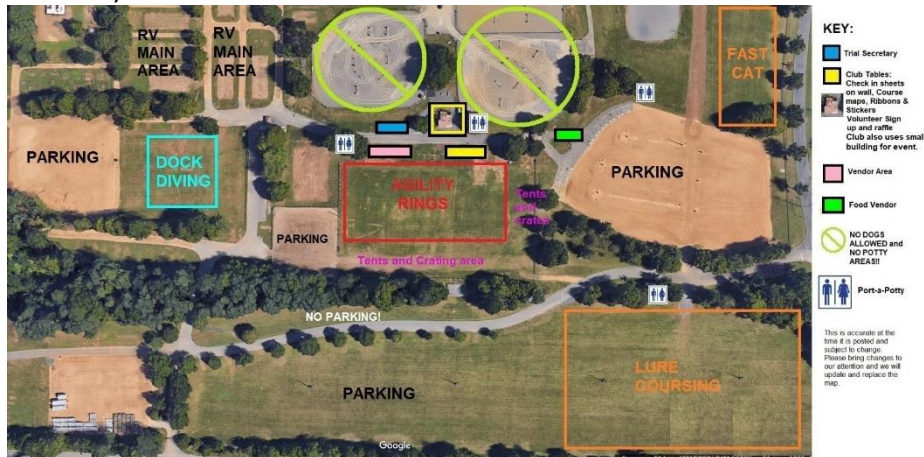 RV
MAIN
AREA
RV
MAIN
AREA
FAST
CAT
PARKING
DOCK
DIVING
AGILITY
RINGS
Tents
and
crates
PARKING
PARKING
Tents and Crating area
NO PARKING!
PARKING
LURE
COURSING
Google
KEY:
Trial Secretary
Club Tables:
Check in sheets
on wall, Course
maps, Ribbons &
Stickers
Volunteer Sign
up and raffle
Club also uses small
building for event.
Vendor Area
Food Vendor
NO DOGS
ALLOWED and
NO POTTY
AREAS!!
Port-a-Potty
This is accurate at the
time it is posted and
subject to change.
Please bring changes to
our attention and we will
update and replace the
map.